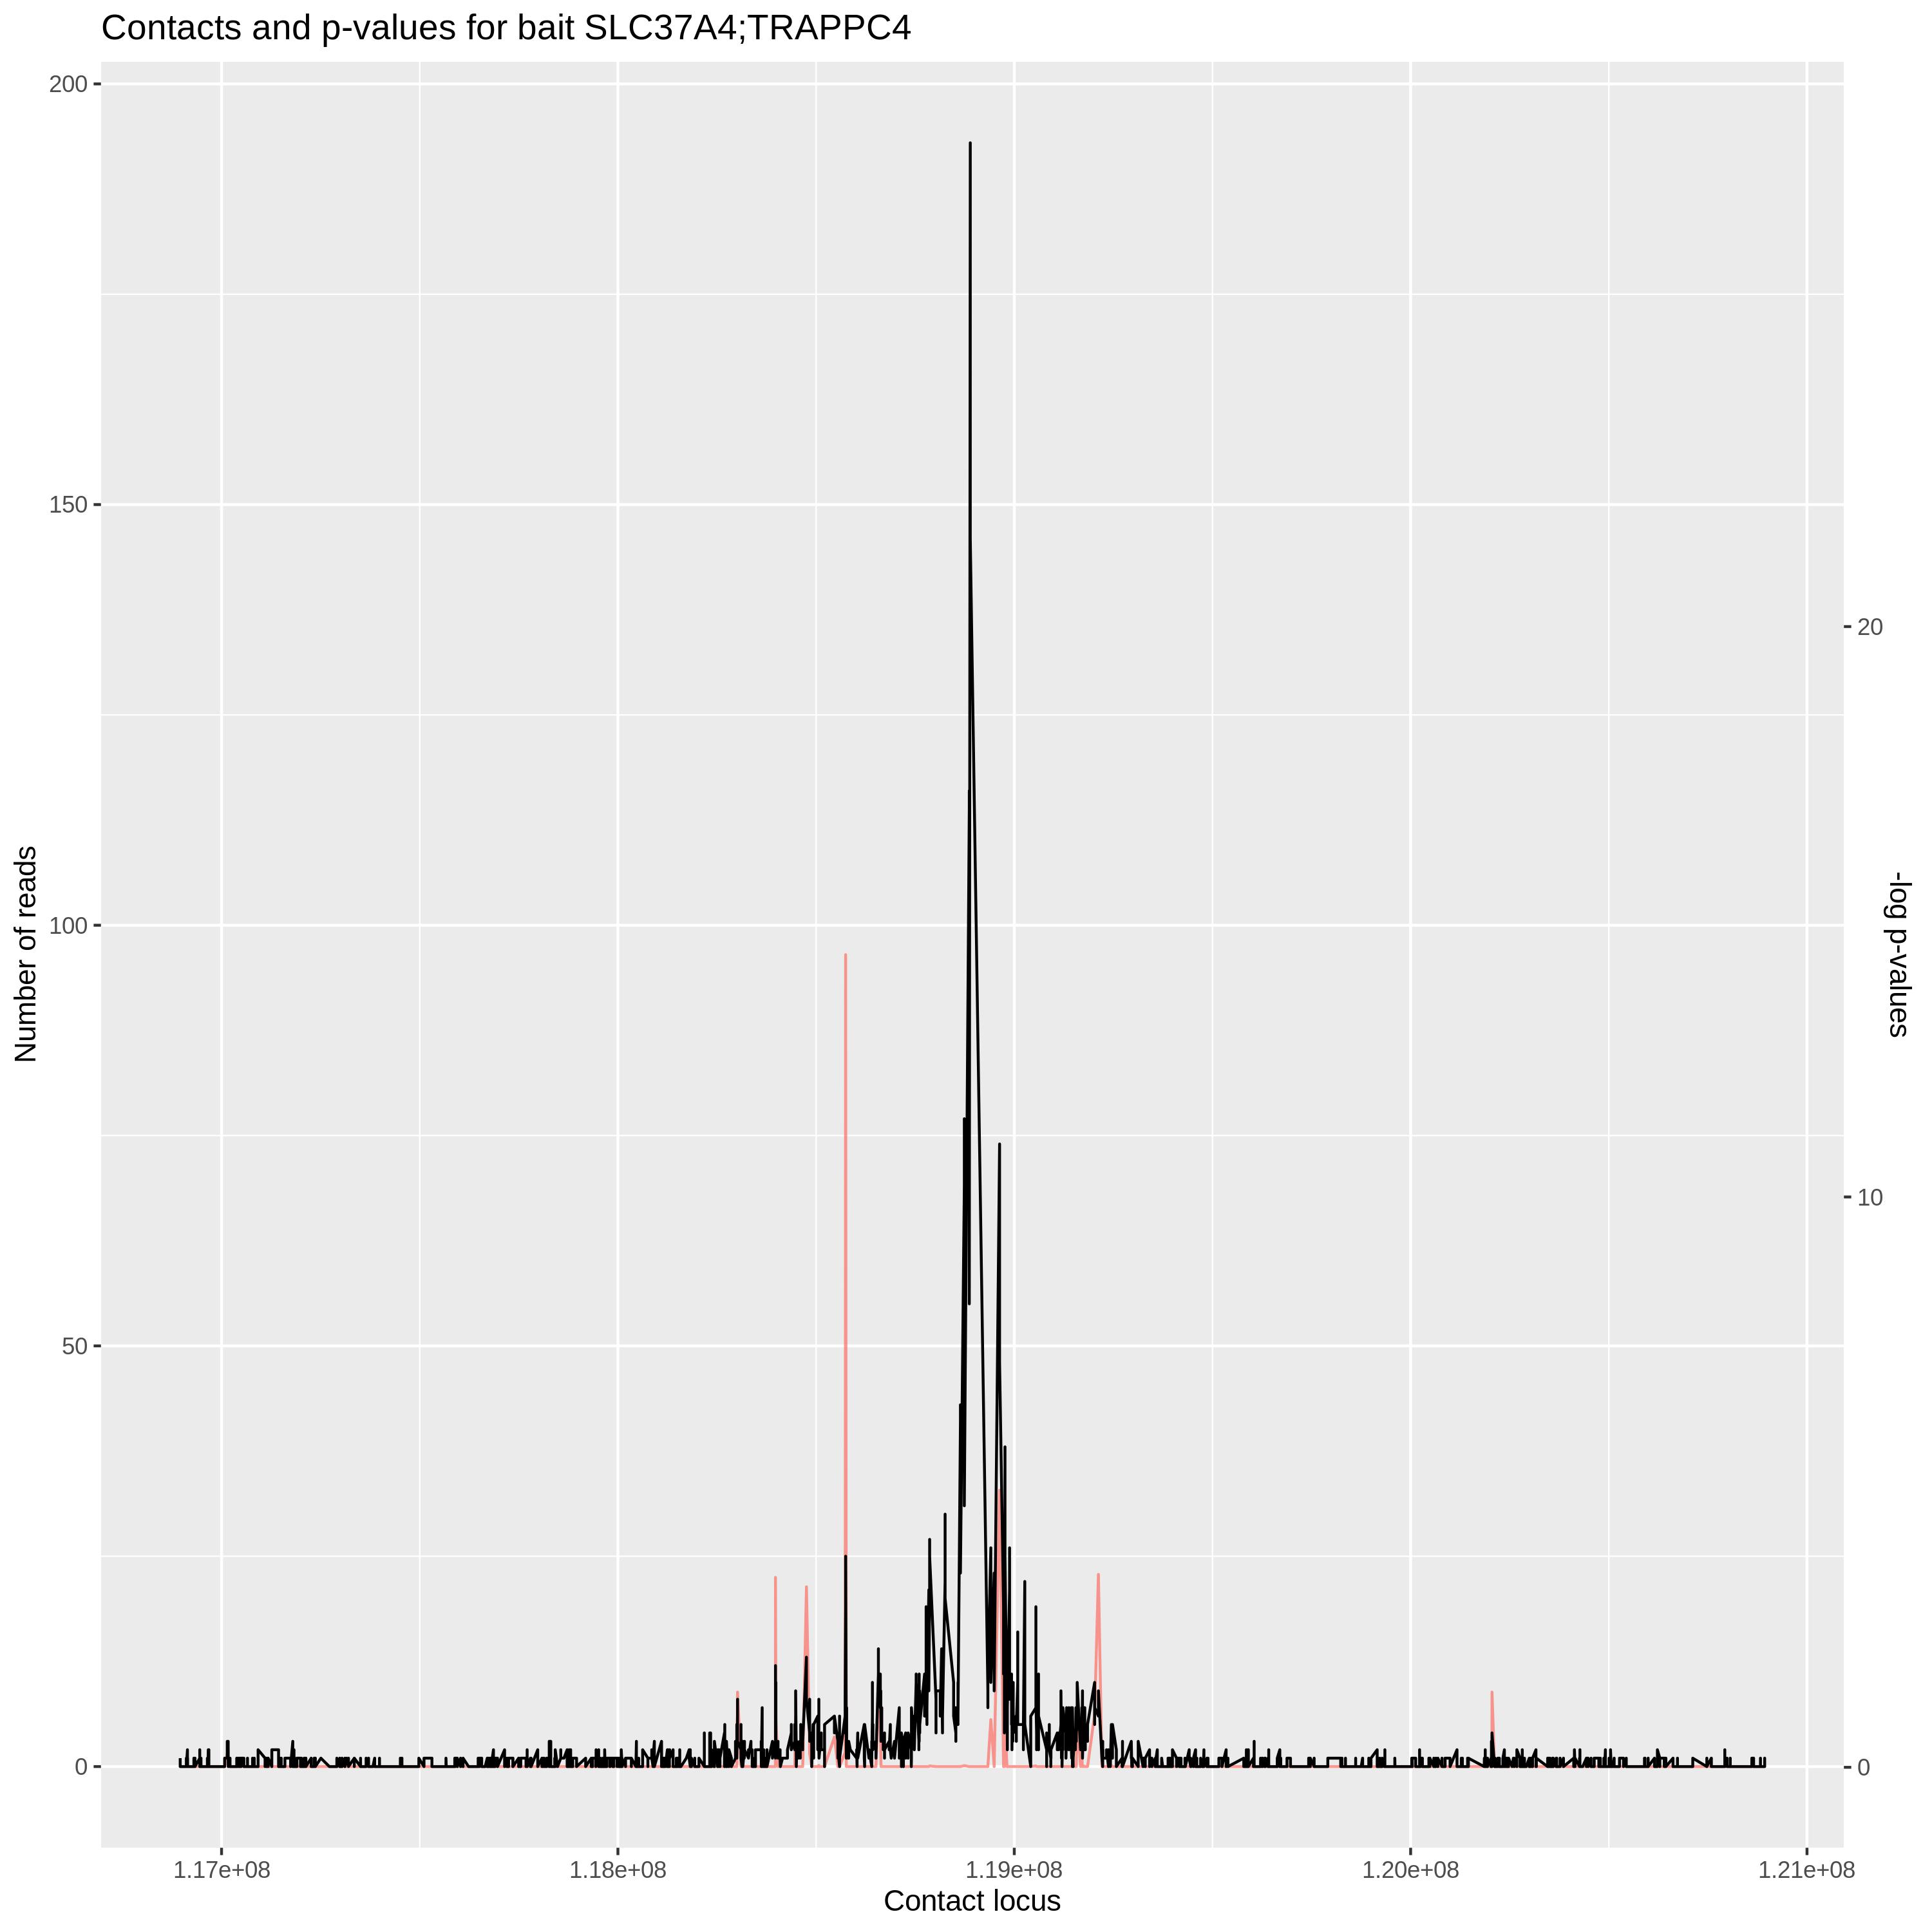 Contacts and p-values for bait SLC37A4;TRAPPC4
200
150
100
50
0
Number of reads
20
10
0
-log p-values
1.17e+08
1.18e+08
1.19e+08
1.20e+08
1.21e+08
Contact locus